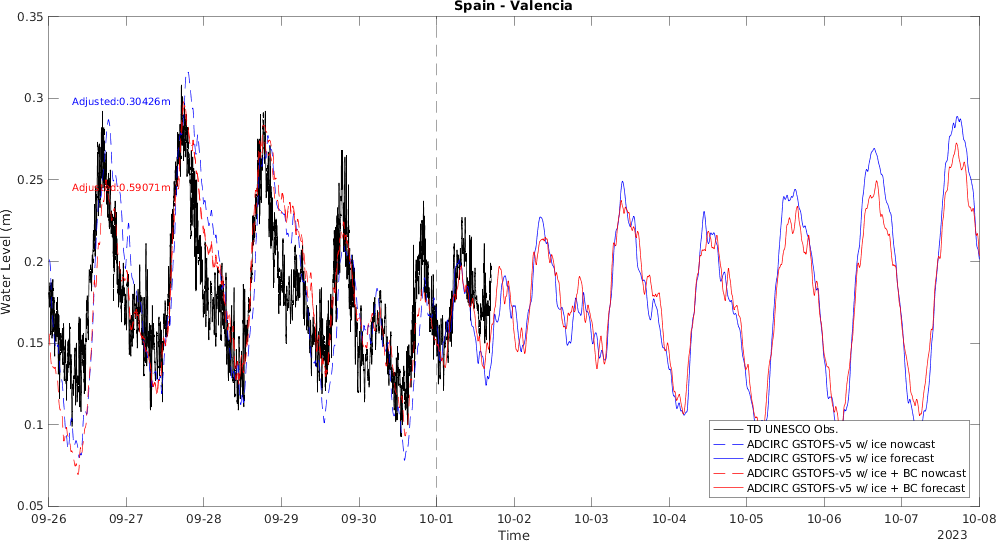 Spain - Valencia
0.35
0.3
0.25
0.2
0.15
0.1
0.05
Water Level (m)
Adjusted:0.30426m
Adjusted:0.59071m
TD UNESCO Obs.
ADCIRC GSTOFS-v5 w/ ice nowcast
ADCIRC GSTOFS-v5 w/ ice forecast
ADCIRC GSTOFS-v5 w/ ice + BC nowcast
ADCIRC GSTOFS-v5 w/ ice + BC forecast
09-26 09-27 09-28 09-29 09-30 10-01 10-02 10-03 10-04 10-05 10-06 10-07 10-08
Time
2023